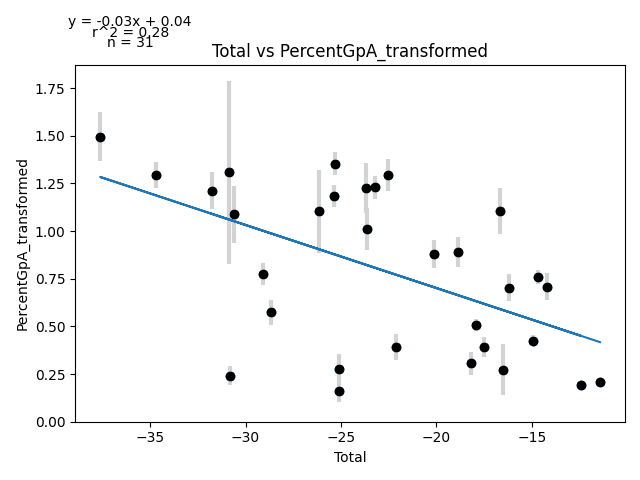 y = -0.03x + 0.04
r^2 = 0.28
n = 31
Total vs PercentGpA_transformed
PercentGpA_transformed
1.75
1.50
1.25
1.00
0.75
0.50
0.25
0.00
−35
−30
−25
−20
−15
Total